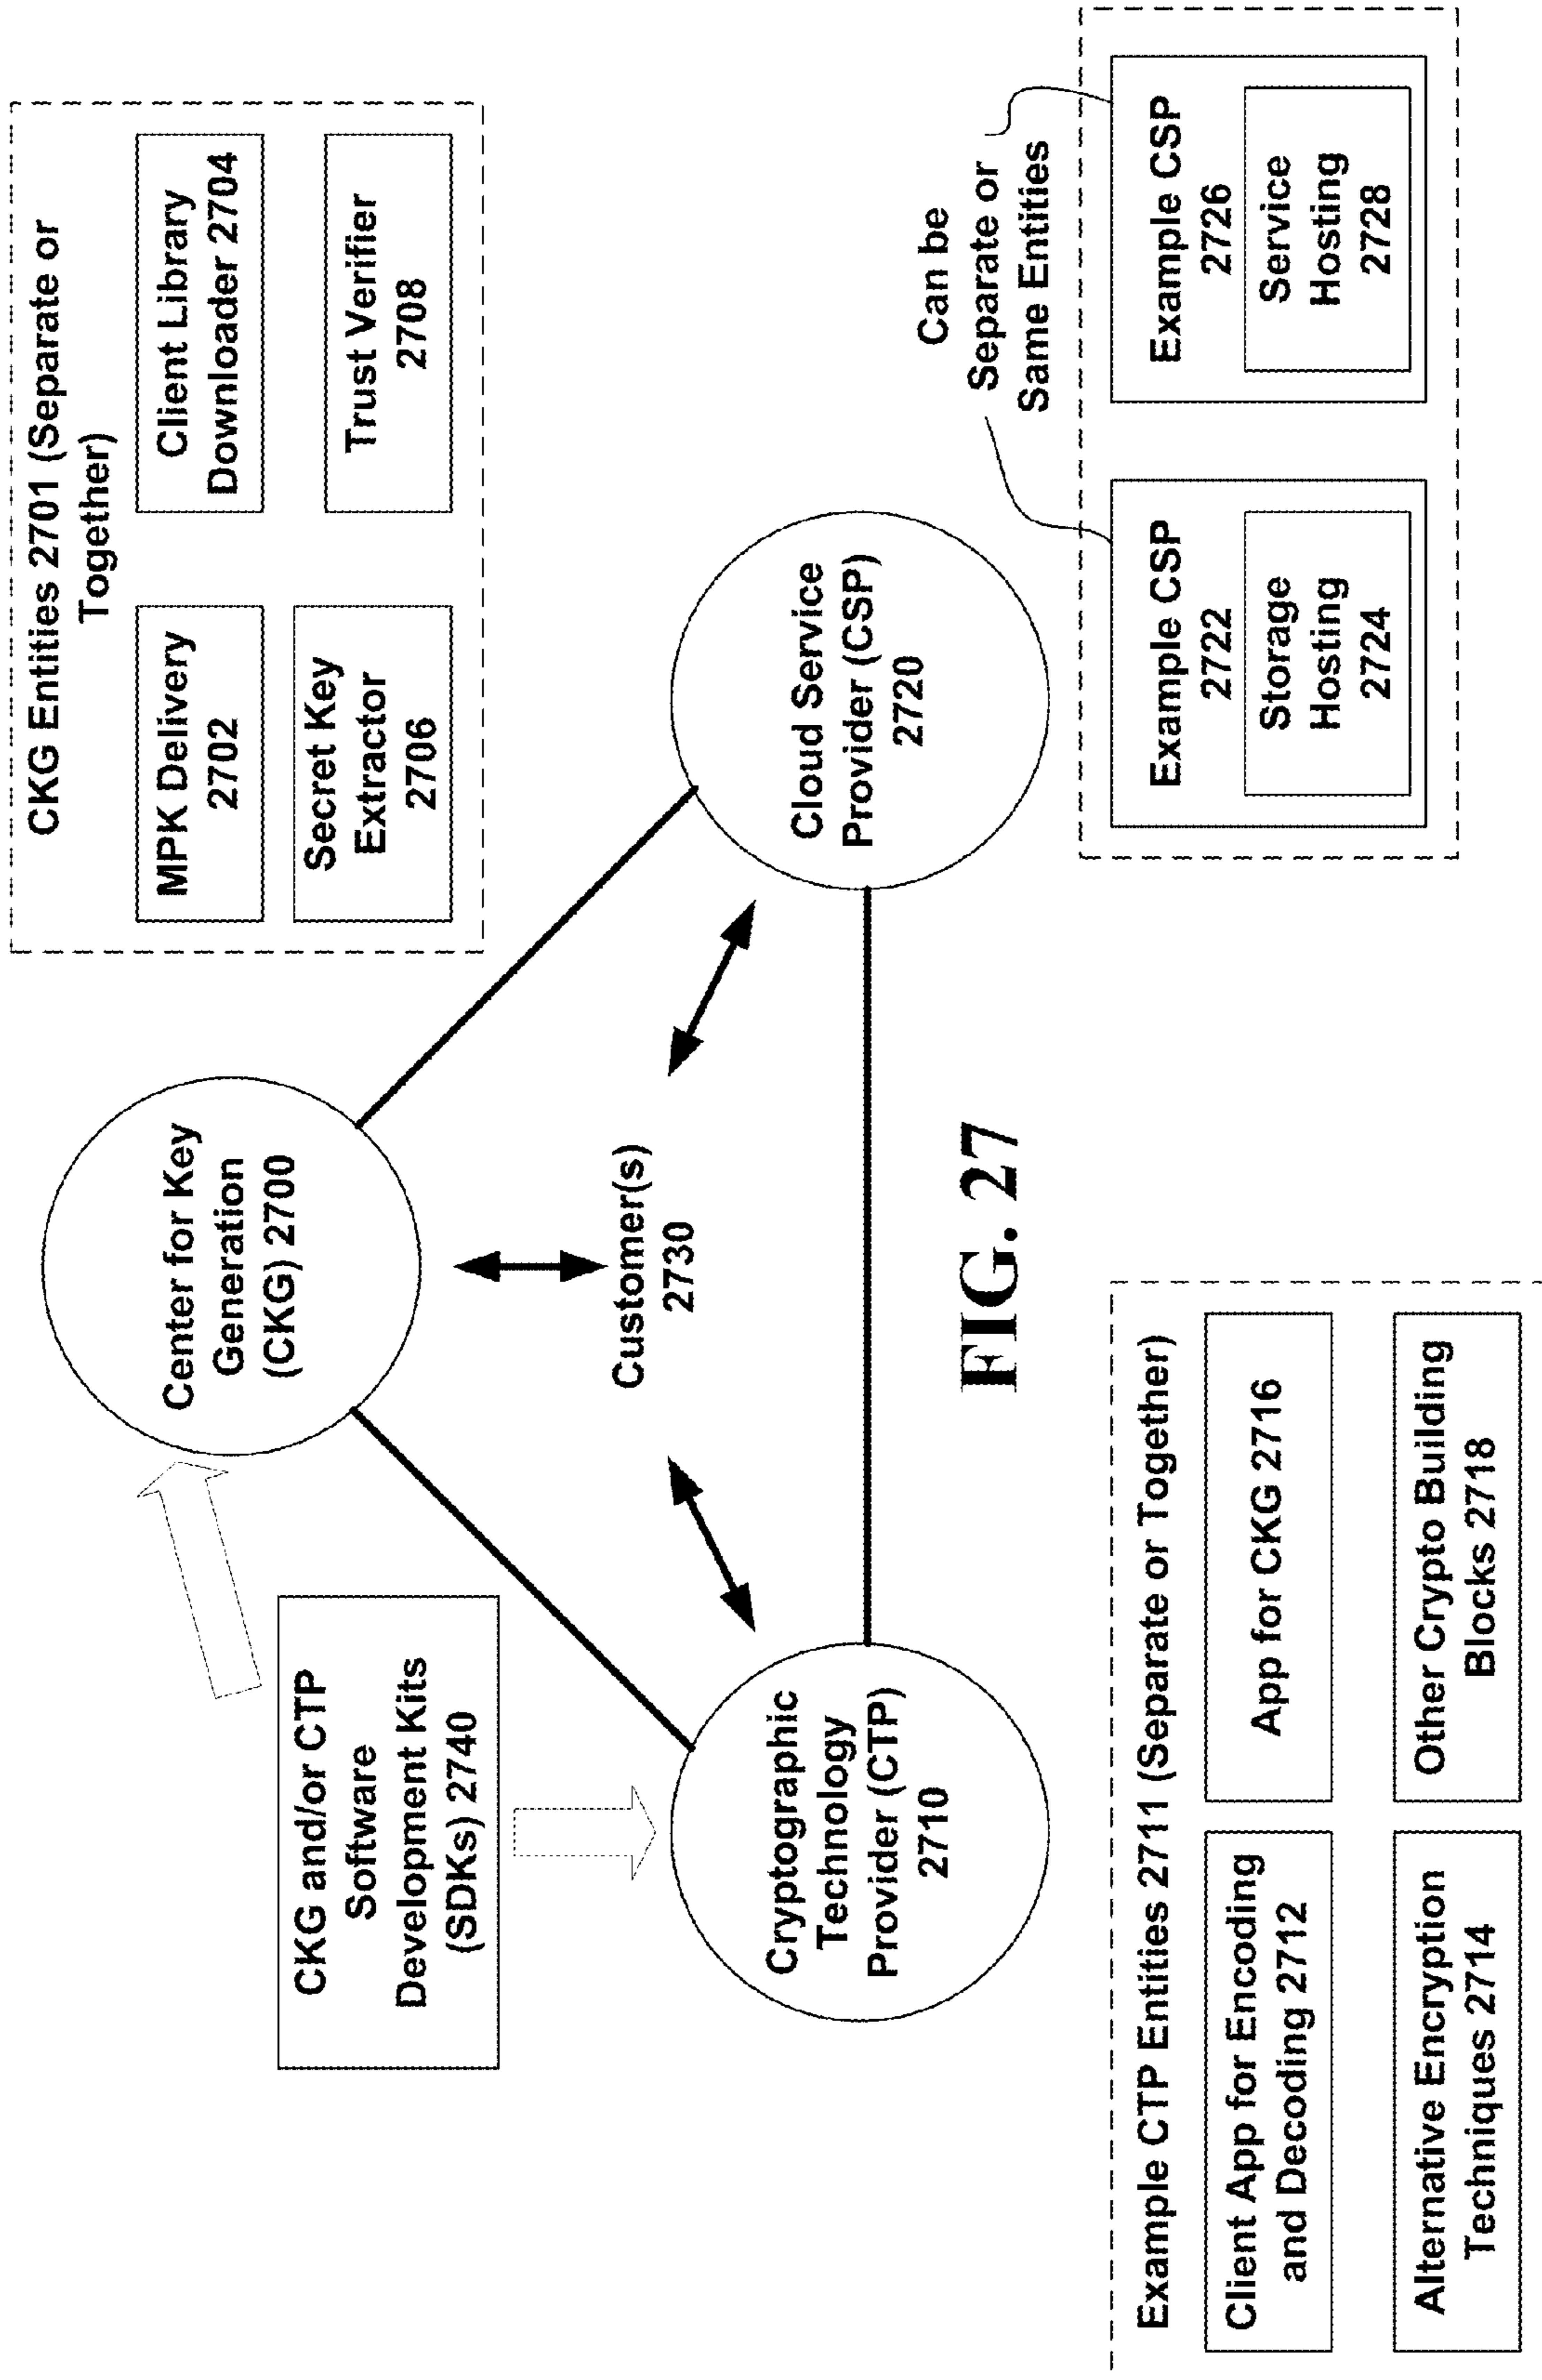 CKG Entities 2701 (Separate or
Together)
MPK Delivery
2702
Client Library
Downloader 2704
Secret Key
Extractor
2706
Trust Verifier
2708
Center for Key
Generation
(CKG) 2700
CKG and/or CTP
Software
Development Kits
(SDKs) 2740
Customer(s)
2730
Cryptographic
Technology
Provider (CTP)
2710
Cloud Service
Provider (CSP)
2720
Can be
Separate or
Same Entities
Example CSP
2722
Storage
Hosting
2724
Example CSP
2726
Service
Hosting
2728
Example CTP Entities 2711 (Separate or Together)
Client App for Encoding
and Decoding 2712
App for CKG 2716
Alternative Encryption
Techniques 2714
Other Crypto Building
Blocks 2718
FIG. 27